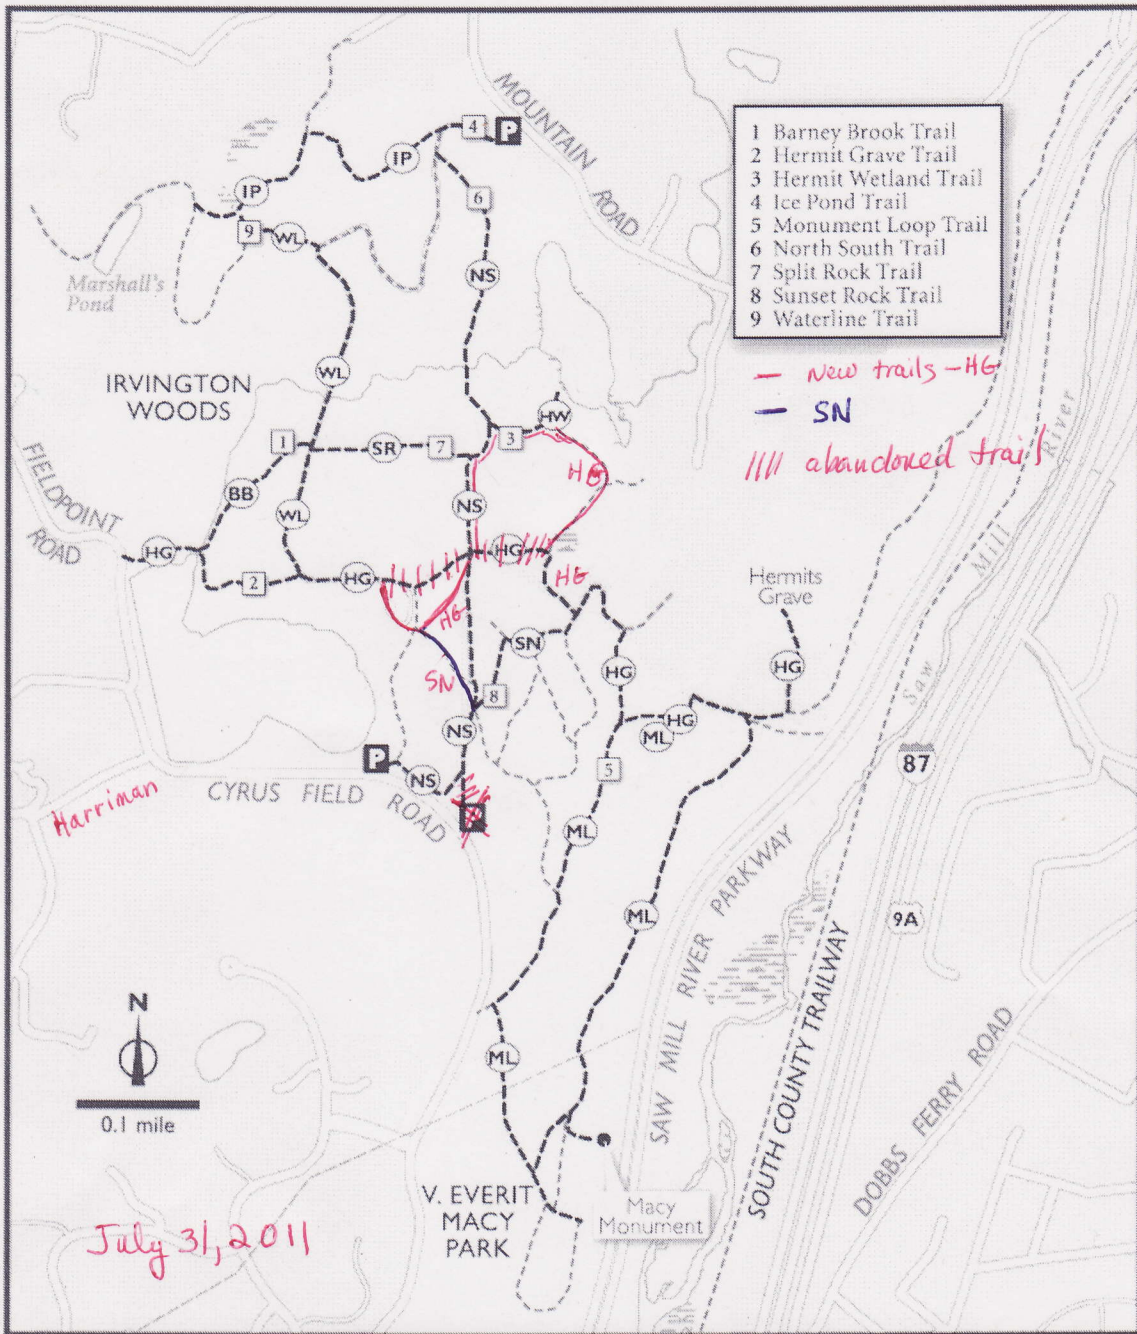 MOUNTAIN
ROAD
1 Barney Brook Trail
2 Hermit Grave Trail
3 Hermit Wetland Trail
4 Ice Pond Trail
5 Monument Loop Trail
6 North South Trail
7 Split Rock Trail
8 Sunset Rock Trail
9 Waterline Trail
4
P
IP
IP
6
9
WL
NS
Marshall's
Pond
— New trails - HG
— SN
//// abandoned trail
IRVINGTON
WOODS
WL
HW
1
SR
7
3
HG
FIELDPOINT
ROAD
BB
WL
NS
HG
HG
2
HG
HG
HG
SN
SN
8
HG
Hermits
Grave
HG
Saw
Mill
River
NS
HG
ML
P
NS
5
87
Harriman
CYRUS FIELD
ROAD
ML
ML
9A
SAW MILL RIVER PARKWAY
SOUTH COUNTY TRAILWAY
DOBBS FERRY ROAD
N
0.1 mile
ML
V. EVERIT
MACY
PARK
Macy
Monument
July 31, 2011